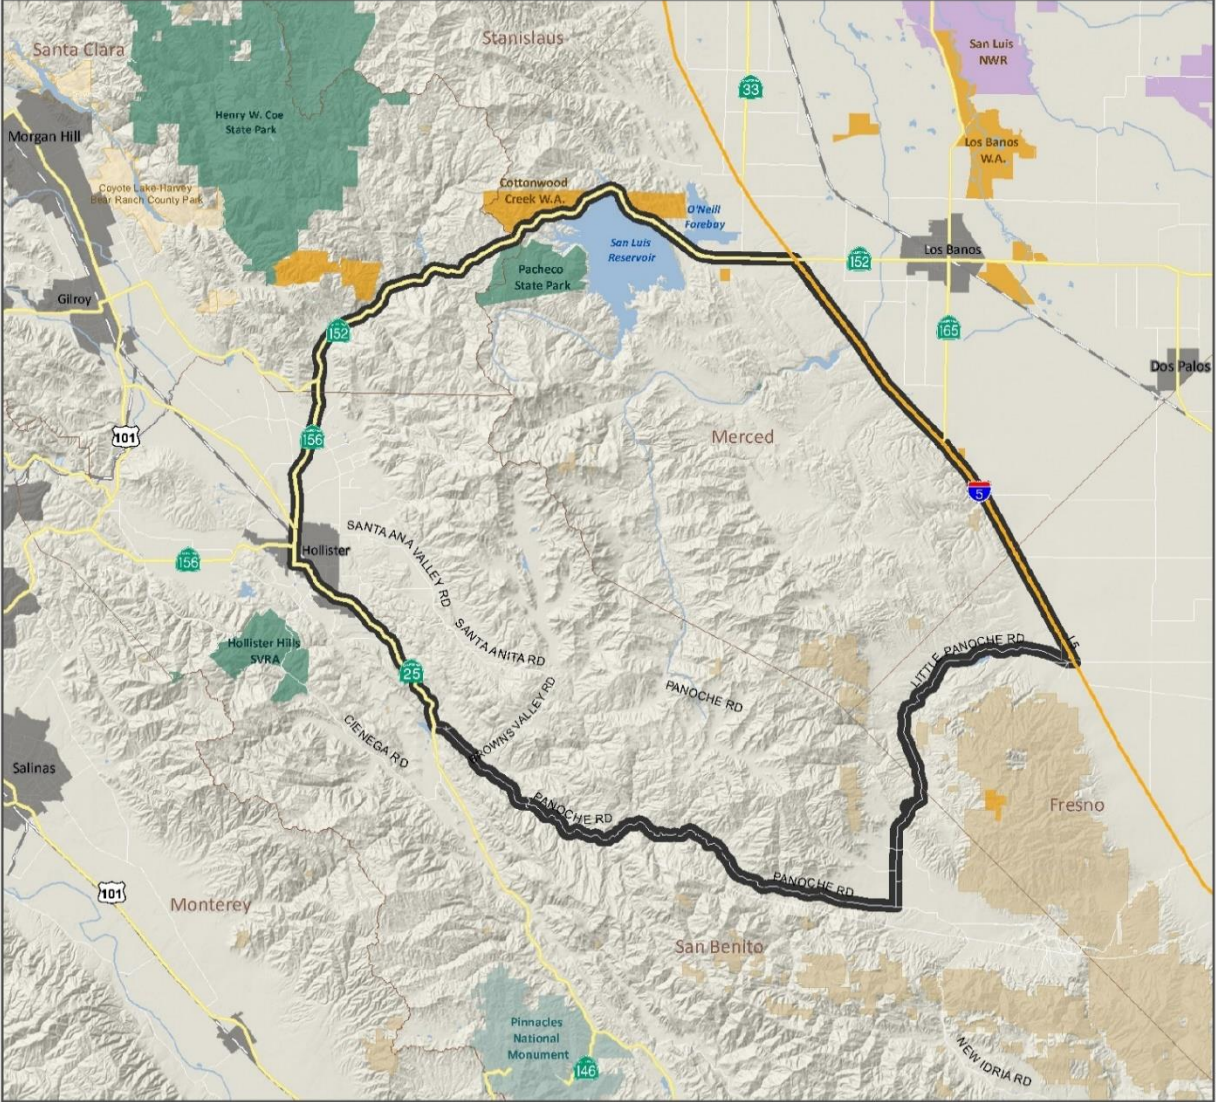 Santa Clara
Stanislaus
San Luis
NWR
33
Henry W. Coe
State Park
Morgan Hill
Los Banos
W.A.
Coyote Lake-Harvey
Bear Ranch County Park
Cottonwood
Creek W.A.
O'Neill
Forebay
San Luis
Reservoir
Los Banos
152
Pacheco
State Park
Gilroy
152
165
Dos Palos
101
156
Merced
5
SANTA ANA VALLEY RD
Hollister
156
SANTA ANITA RD
Hollister Hills
SVRA
25
LITTLE PANOCHE RD
I-5
PANOCHE RD
BROWNS VALLEY RD
CIENEGA RD
Salinas
PANOCHE RD
Fresno
PANOCHE RD
101
Monterey
San Benito
Pinnacles
National
Monument
146
NEW IDRIA RD